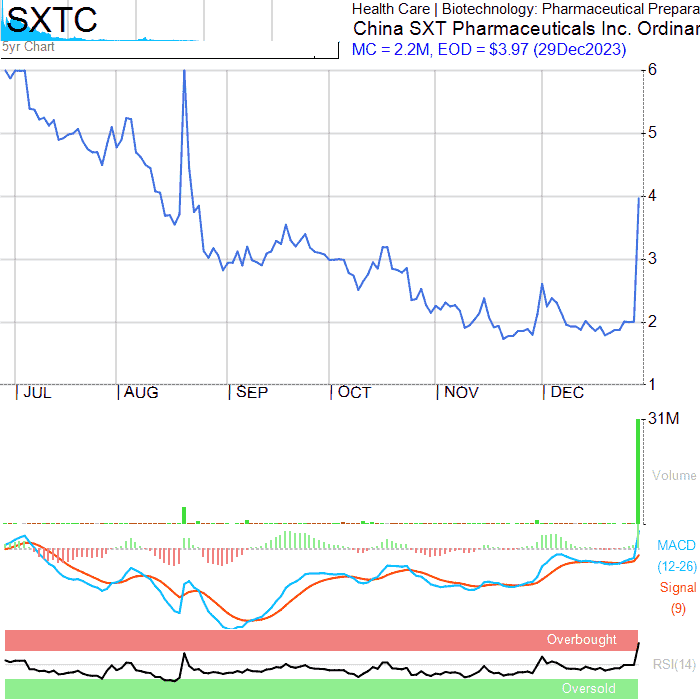 SXTC
5yr Chart
Health Care | Biotechnology: Pharmaceutical Prepara
China SXT Pharmaceuticals Inc. Ordinar
MC = 2.2M, EOD = $3.97 (29Dec2023)
6
5
4
3
2
1
JUL AUG SEP OCT NOV DEC
31M
Volume
MACD
(12-26)
Signal
(9)
Overbought
RSI(14)
Oversold